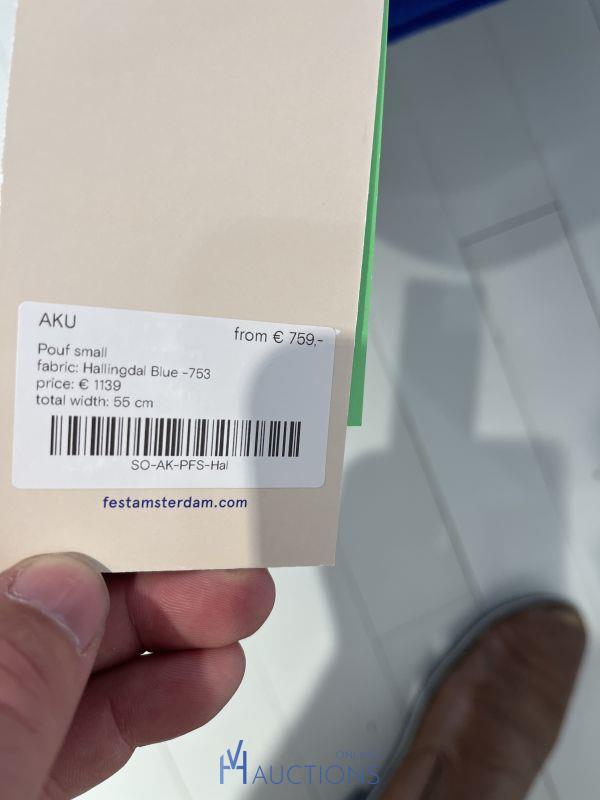 AKU
from € 759,-
Pouf small
fabric: Hallingdal Blue -753
price: € 1139
total width: 55 cm
SO-AK-PFS-Hal
festamsterdam.com
ONLINE
HVH AUCTIONS